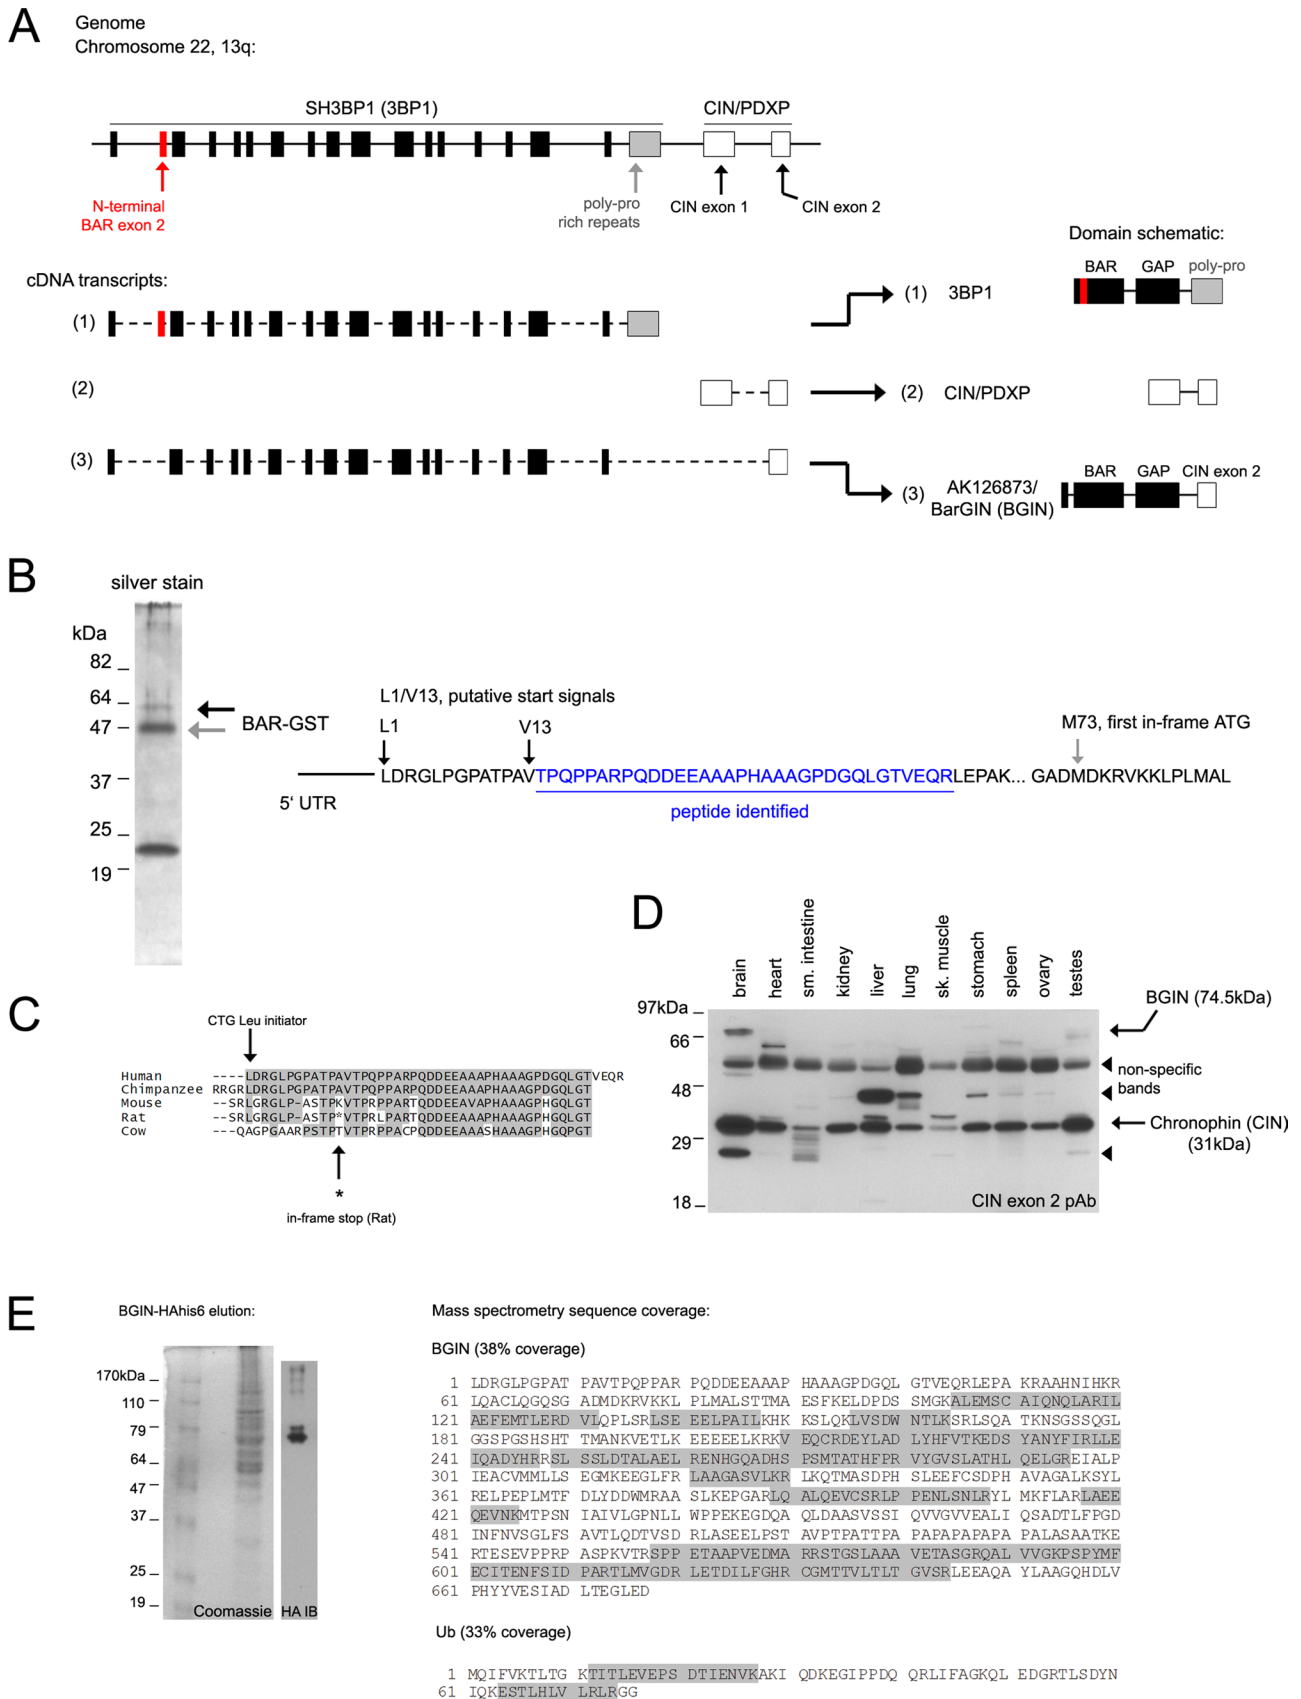 A
Genome
Chromosome 22, 13q:
SH3BP1 (3BP1)
CIN/PDXP
N-terminal
BAR exon 2
poly-pro
rich repeats
CIN exon 1
CIN exon 2
Domain schematic:
cDNA transcripts:
BAR GAP poly-pro
(1)
(1) 3BP1
(2)
(2) CIN/PDXP
(3)
(3) AK126873/
BarGIN (BGIN)
BAR GAP CIN exon 2
B
silver stain
kDa
82
64
47
37
25
19
BAR-GST
L1/V13, putative start signals
L1
V13
M73, first in-frame ATG
5' UTR
LDRGLPGPATPAVTPQPPARPQDDEEAAAPHAAAGPDGQLGTVEQRLEPAK... GADMDKRVKKLPLMAL
peptide identified
C
CTG Leu initiator
Human ----LDRGLPGPATPAVTPQPPARPQDDEEAAAPHAAAGPDGQLGTVEQR
Chimpanzee RRGRLDRGLPGPATPAVTPQPPARPQDDEEAAAPHAAAGPDGQLGT
Mouse --SRLGRGLP-ASTPKVTPRPPARTQDDEEAAAPHAAAGPHGQLGT
Rat --SRLGRGLP-ASTP*VTPRLPARTQDDEEAVAPHAAAGPHGQLGT
Cow --QAGPGAARPSTPTVTPRPPACPQDDEEAAASHAAAGPHGQPGT
*
in-frame stop (Rat)
D
brain
heart
sm. intestine
kidney
liver
lung
sk. muscle
stomach
spleen
ovary
testes
97kDa
66
48
29
18
BGIN (74.5kDa)
non-specific
bands
Chronophin (CIN)
(31kDa)
CIN exon 2 pAb
E
BGIN-HAhis6 elution:
170kDa
110
79
64
47
37
25
19
Coomassie
HA IB
Mass spectrometry sequence coverage:
BGIN (38% coverage)
1 LDRGLPGPAT PAVTPQPPAR PQDDEEAAAP HAAAGPDGQL GTVEQRLEPA KRAAHNIHKR
61 LQACLQGQSG ADMDKRVKKL PLMALSTTMA ESFKELDPDS SMGKALEMSC AIQNQLARIL
121 AEFEMTLERD VLQPLSRLSE EELPAILKHK KSLQKLVSDW NTLKSRLSQA TKNSGSSQGL
181 GGSPGSHSHT TMANKVETLK EEEEELKRKV EQCRDEYLAD LYHFVTKEDS YANYFIRLLE
241 IQADYHRRSL SSLDTALAEL RENHGQADHS PSMTATHFPR VYGVSLATHL QELGREIALP
301 IEACVMMLLS EGMKEEGLFR LAAGASVLKR LKQTMASDPH SLEEFCSDPH AVAGALKSYL
361 RELPEPLMTF DLYDDWMRAA SLKEPGARLQ ALQEVCSRLP PENLSNLRYL MKFLARLAEE
421 QEVNKMTPSN IAIVLGPNLL WPPEKEGDQA QLDAASVSSI QVVGVVEALI QSADTLFPGD
481 INFNVSGLFS AVTLQDTVSD RLASEELPST AVPTPATTPA PAPAPAPAPA PALASAATKE
541 RTESEVPPRP ASPKVTRSPP ETAAPVEDMA RRSTGSLAAA VETASGRQAL VVGKPSPYMF
601 ECITENFSID PARTLMVGDR LETDILFGHR CGMTTVLTLT GVSRLEEAQA YLAAGQHDLV
661 PHYYVESIAD LTEGLED
Ub (33% coverage)
1 MQIFVKTLTG KTITLEVEPS DTIENVKAKI QDKEGIPPDQ QRLIFAGKQL EDGRTLSDYN
61 IQKESTLHLV LRLRGG